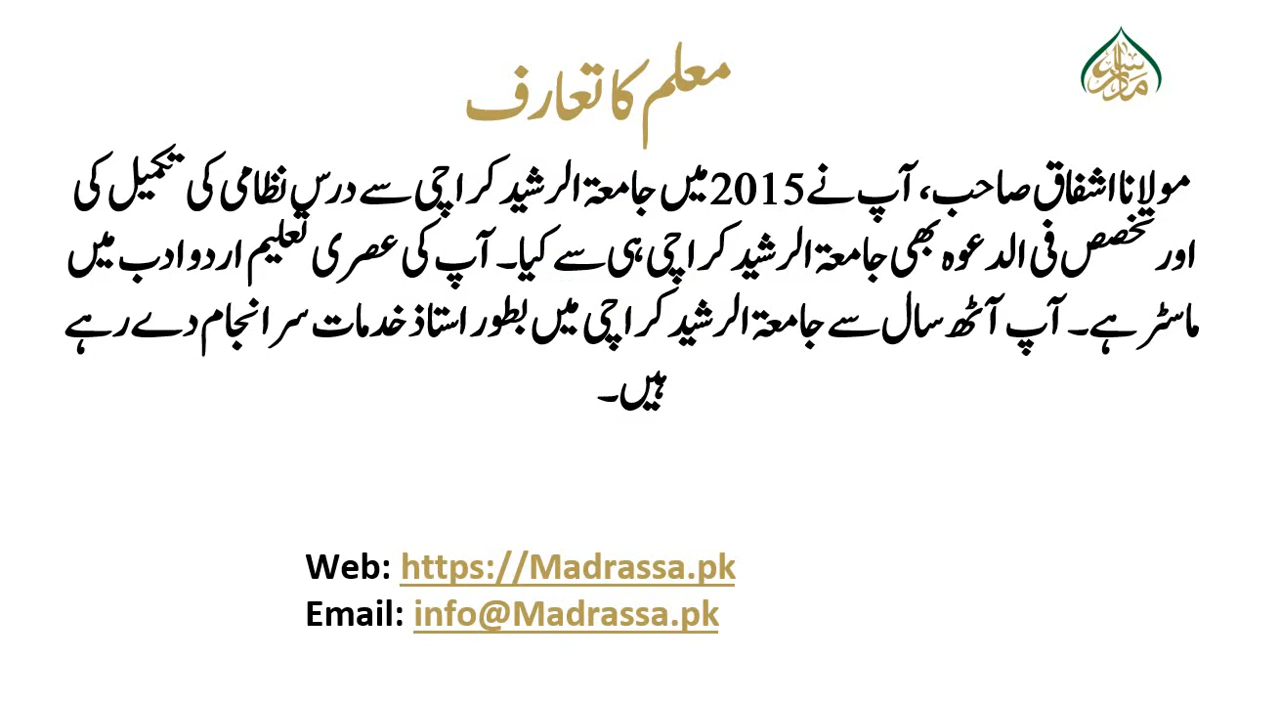 مدرسہ
معلم کا تعارف
مولانا اشفاق صاحب، آپ نے 2015 میں جامعۃ الرشید کراچی سے درس نظامی کی تکمیل کی
اور تخصص فی الدعوہ بھی جامعۃ الرشید کراچی ہی سے کیا۔ آپ کی عصری تعلیم اردو ادب میں
ماسٹر ہے۔ آپ آٹھ سال سے جامعۃ الرشید کراچی میں بطور استاذ خدمات سر انجام دے رہے
ہیں۔
Web: https://Madrassa.pk
Email: info@Madrassa.pk